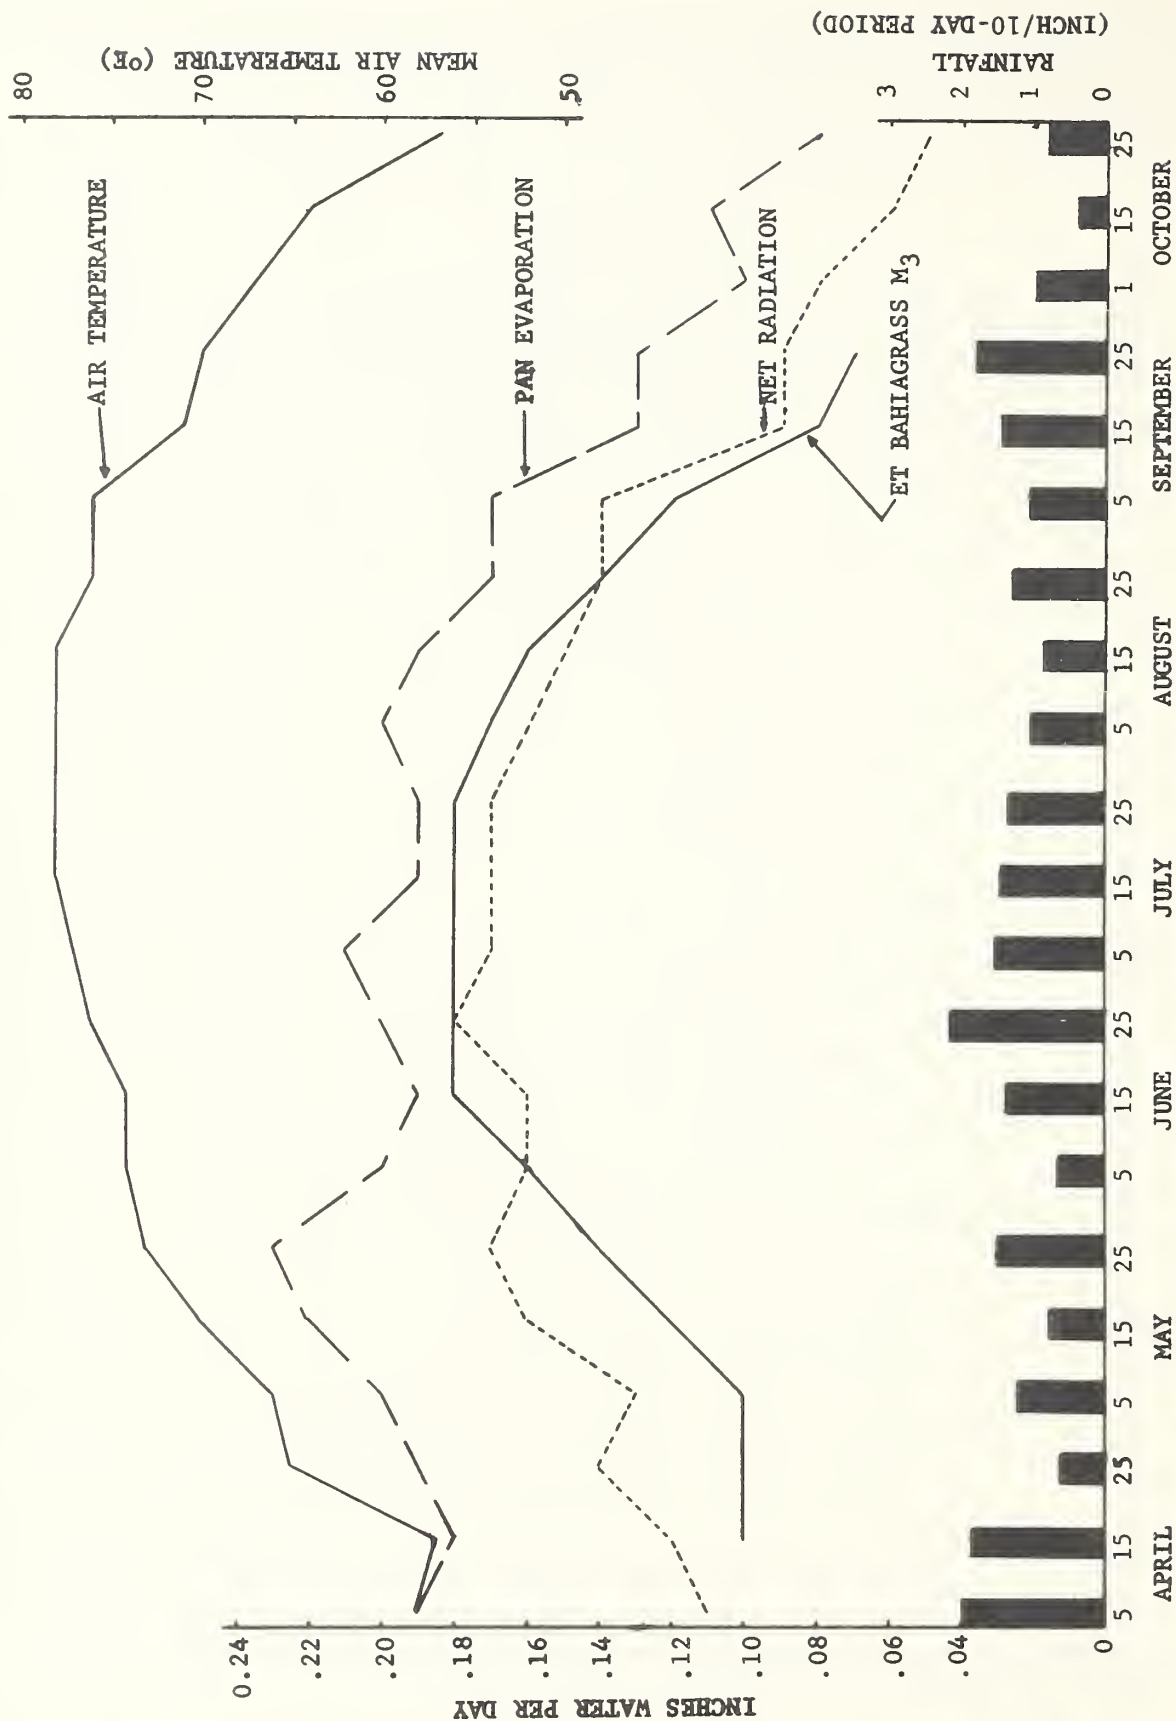 INCHES WATER PER DAY
0.24
.22
.20
.18
.16
.14
.12
.10
.08
.06
.04
0
MEAN AIR TEMPERATURE (ºE)
80
70
60
50
RAINFALL
(INCH/10-DAY PERIOD)
3
2
1
0
AIR TEMPERATURE
PAN EVAPORATION
NET RADIATION
ET BAHIAGRASS M3
5 15 25 5 15 25 5 15 25 5 15 25 5 15 25 5 15 25 1 15 25
APRIL MAY JUNE JULY AUGUST SEPTEMBER OCTOBER